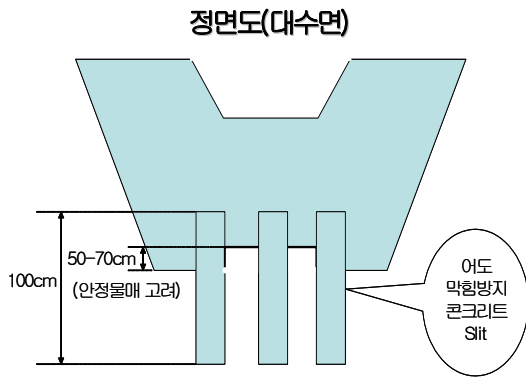 정면도(대수면)
50-70cm
100cm
(안정물매 고려)
어도
막힘방지
콘크리트
Slit